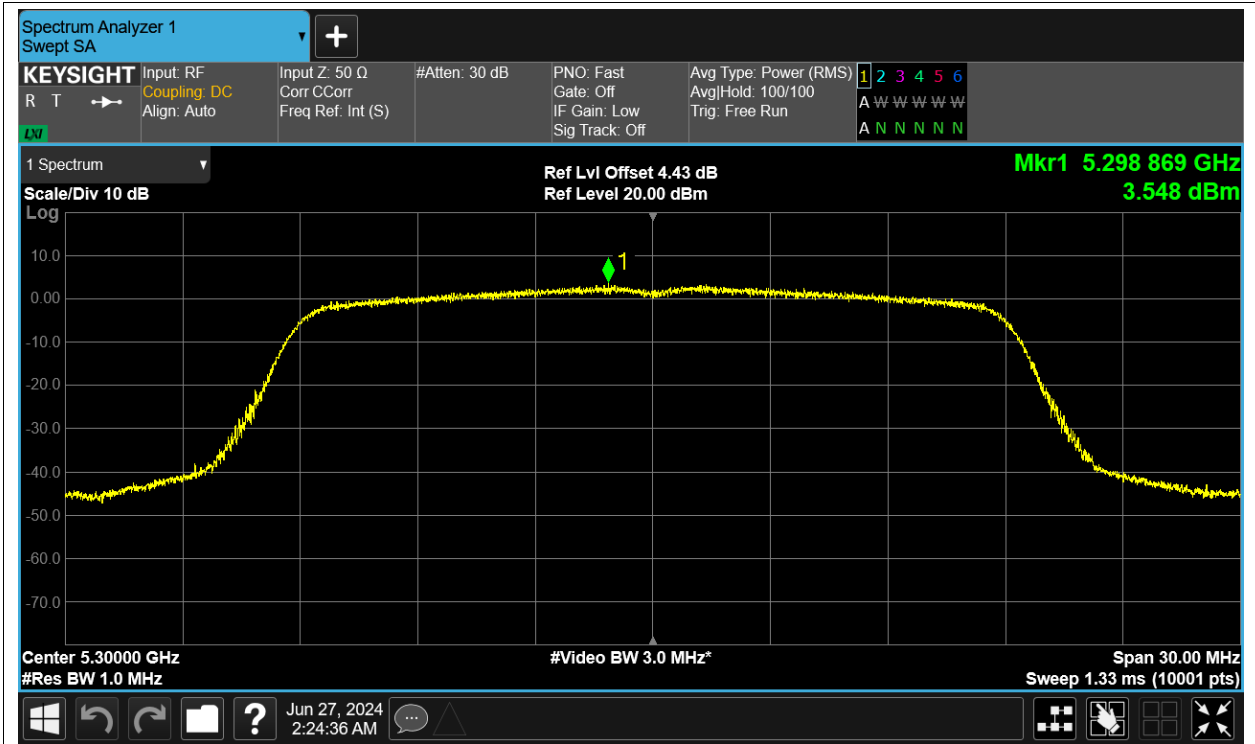 Spectrum Analyzer 1
Swept SA
KEYSIGHT
R T
LXI
Input: RF
Coupling: DC
Align: Auto
Input Z: 50 Ω
Corr CCorr
Freq Ref: Int (S)
#Atten: 30 dB
PNO: Fast
Gate: Off
IF Gain: Low
Sig Track: Off
Avg Type: Power (RMS)
Avg|Hold: 100/100
Trig: Free Run
1 2 3 4 5 6
A W W W W W
A N N N N N
1 Spectrum
Scale/Div 10 dB
Log
Ref Lvl Offset 4.43 dB
Ref Level 20.00 dBm
Mkr1 5.298 869 GHz
3.548 dBm
1
10.0
0.00
-10.0
-20.0
-30.0
-40.0
-50.0
-60.0
-70.0
Center 5.30000 GHz
#Res BW 1.0 MHz
#Video BW 3.0 MHz*
Span 30.00 MHz
Sweep 1.33 ms (10001 pts)
?
Jun 27, 2024
2:24:36 AM